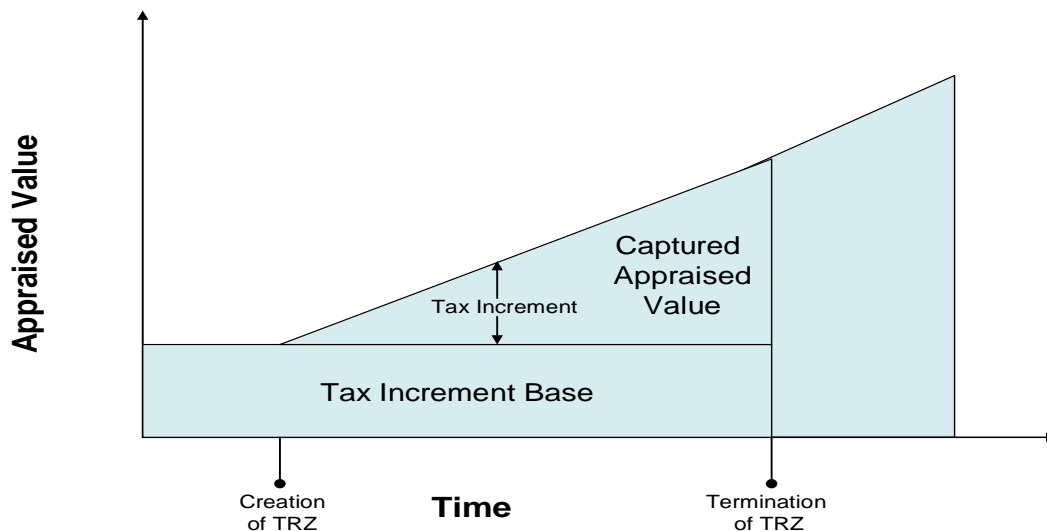 Appraised Value
Captured
Appraised
Value
Tax Increment
Tax Increment Base
Creation
of TRZ
Time
Termination
of TRZ